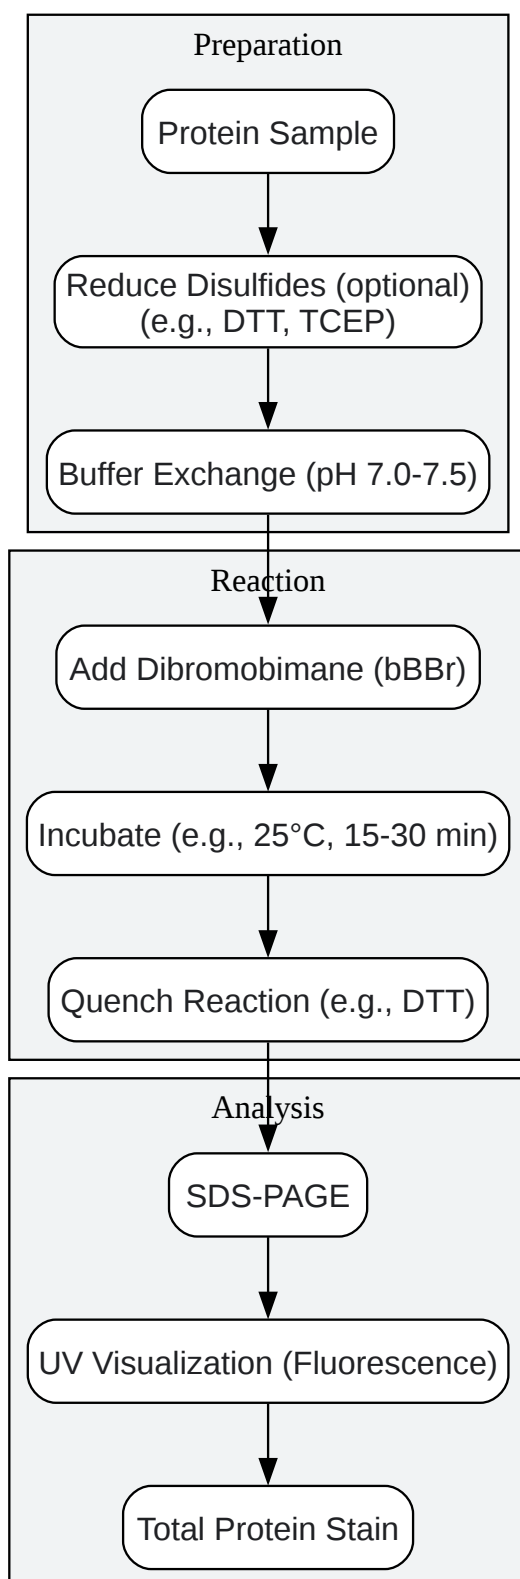 Preparation
Protein Sample
Reduce Disulfides (optional)
(e.g., DTT, TCEP)
Buffer Exchange (pH 7.0-7.5)
Reaction
Add Dibromobimane (bBBr)
Incubate (e.g., 25°C, 15-30 min)
Quench Reaction (e.g., DTT)
Analysis
SDS-PAGE
UV Visualization (Fluorescence)
Total Protein Stain